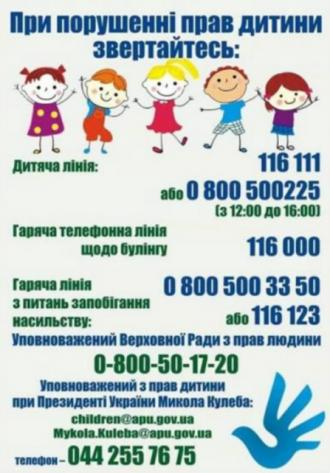 При порушенні прав дитини
звертайтесь:
Дитяча лінія: 116 111
або 0 800 500225
(з 12:00 до 16:00)
Гаряча телефонна лінія
щодо булінгу 116 000
Гаряча лінія 0 800 500 33 50
з питань запобігання
насильству: або 116 123
Уповноважений Верховної Ради з прав людини
0-800-50-17-20
Уповноважений з прав дитини
при Президенті України Микола Кулеба:
children@apu.gov.ua
Mykola.Kuleba@apu.gov.ua
телефон – 044 255 76 75